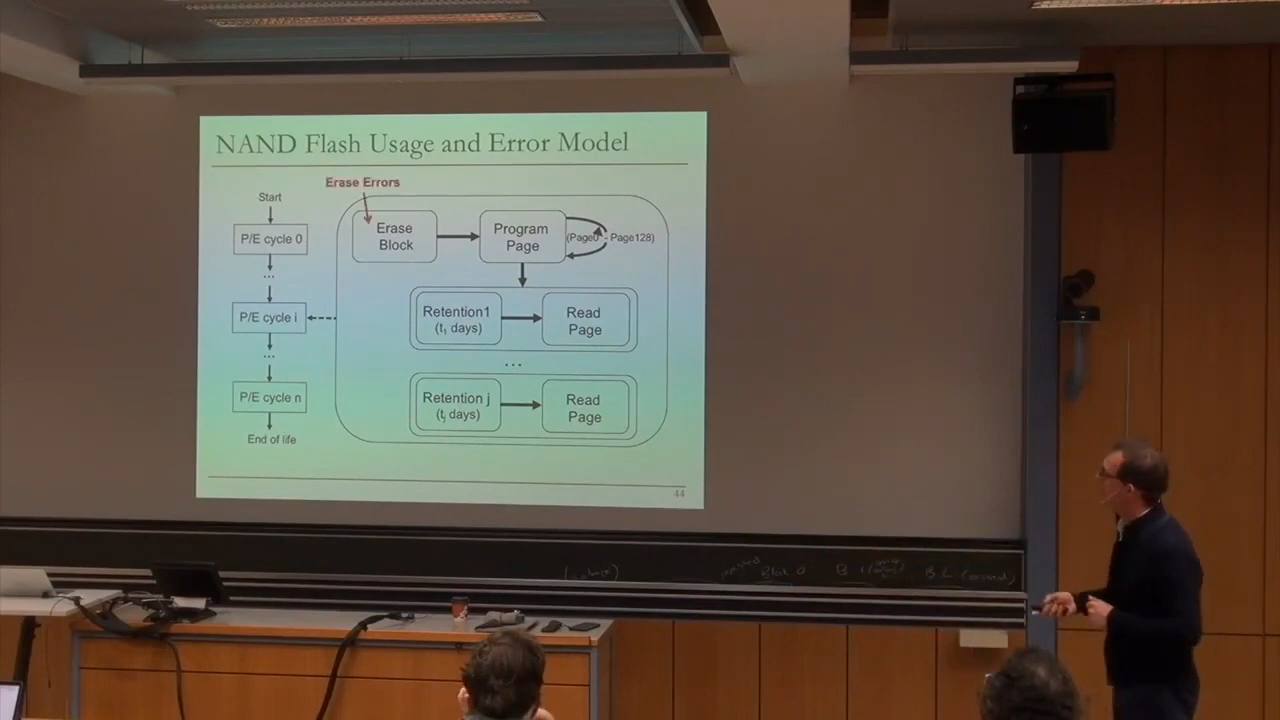 NAND Flash Usage and Error Model
Erase Errors
Start
P/E cycle 0
...
P/E cycle i
...
P/E cycle n
End of life
Erase
Block
Program
Page
(Page0 - Page128)
Retention1
(t1 days)
Read
Page
...
Retention j
(tj days)
Read
Page
44